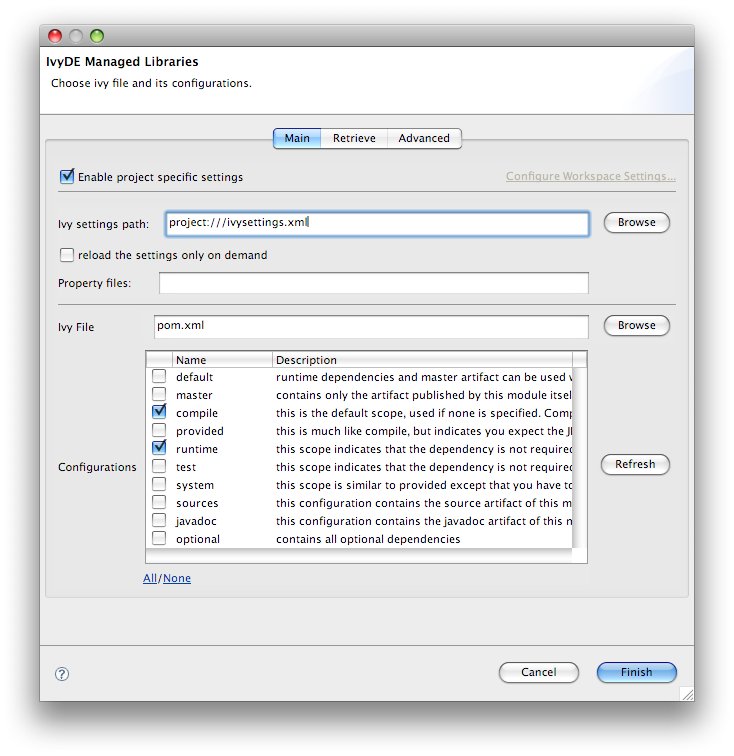 IvyDE Managed Libraries
Choose ivy file and its configurations.
Main Retrieve Advanced
Enable project specific settings Configure Workspace Settings...
Ivy settings path: project:///ivysettings.xml Browse
reload the settings only on demand
Property files:
Ivy File pom.xml Browse
Name Description
default runtime dependencies and master artifact can be used
master contains only the artifact published by this module
compile this is the default scope, used if none is specified.
provided this is much like compile, but indicates you expect the
runtime this scope indicates that the dependency is not
test this scope indicates that the dependency is not
system this scope is similar to provided except that you have
sources this configuration contains the source artifact of this
javadoc this configuration contains the javadoc artifact of this
optional contains all optional dependencies
Configurations Refresh
All/None
? Cancel Finish